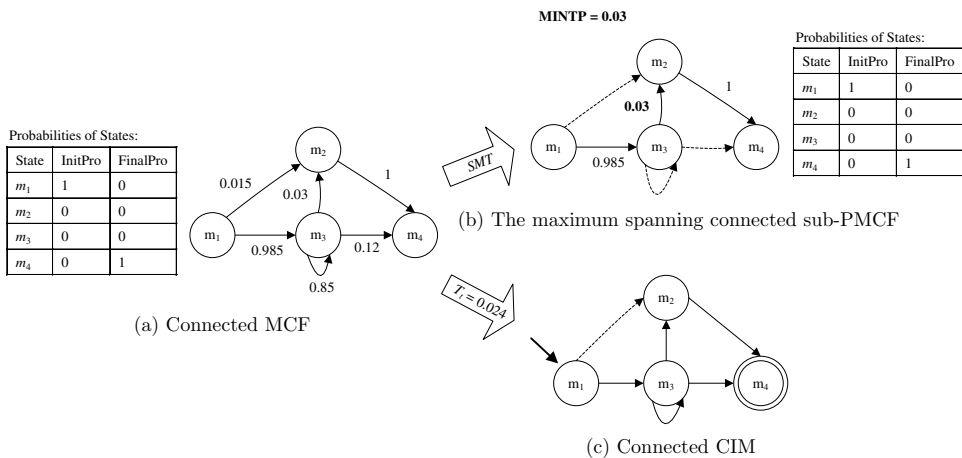 MINTP = 0.03
Probabilities of States:
State InitPro FinalPro
m1 1 0
m2 0 0
m3 0 0
m4 0 1
m2
0.015
0.03
1
m1
0.985
m3
0.12
m4
0.85
(a) Connected MCF
SMT
m2
1
0.03
m1
0.985
m3
m4
Probabilities of States:
State InitPro FinalPro
m1 1 0
m2 0 0
m3 0 0
m4 0 1
(b) The maximum spanning connected sub-PMCF
Tt = 0.024
m2
m1
m3
m4
(c) Connected CIM